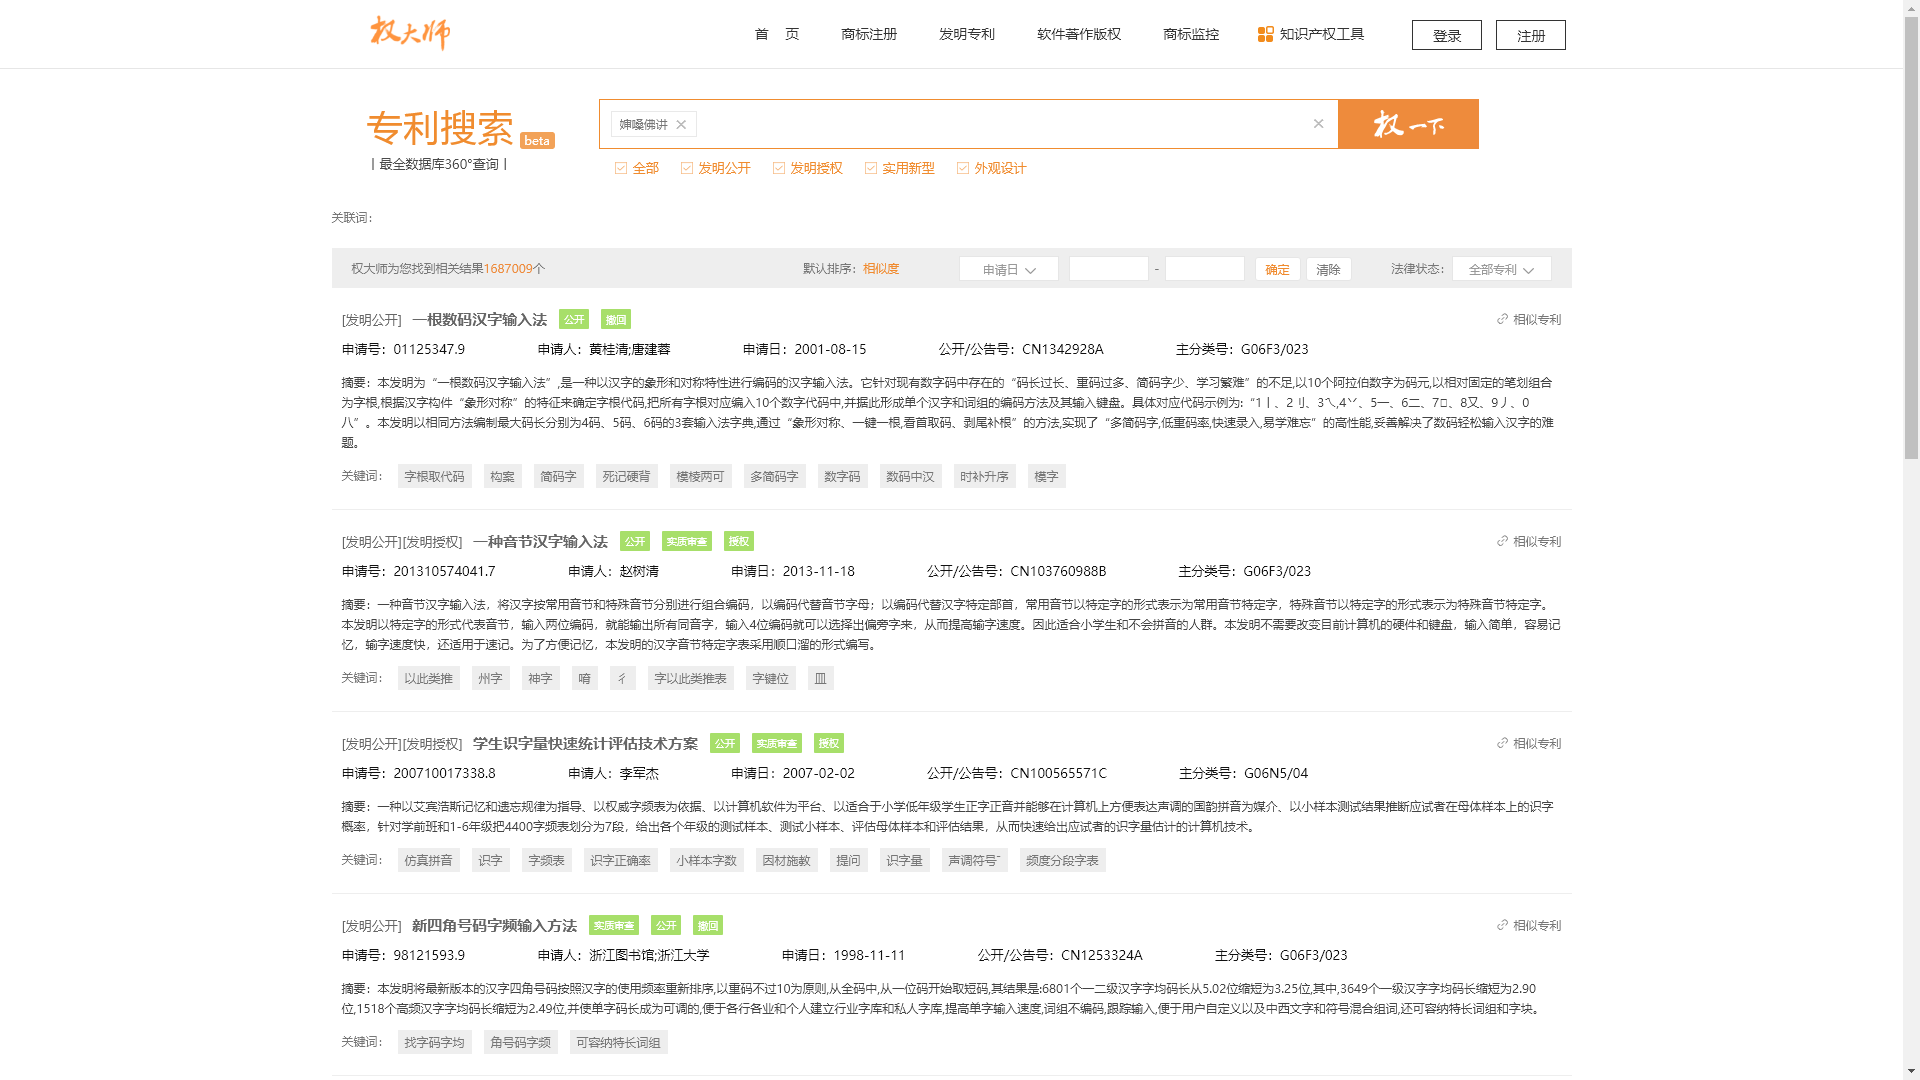 权大师
首 页 商标注册 发明专利 软件著作版权 商标监控 知识产权工具 登录 注册
专利搜索 beta
丨最全数据库360°查询丨
婶嗓佛讲 × × 权一下
全部 发明公开 发明授权 实用新型 外观设计
关联词：
权大师为您找到相关结果1687009个 默认排序：相似度 申请日 - 确定 清除 法律状态： 全部专利
[发明公开] 一根数码汉字输入法 公开 撤回 相似专利
申请号：01125347.9 申请人：黄桂清;唐建蓉 申请日：2001-08-15 公开/公告号：CN1342928A 主分类号：G06F3/023
摘要：本发明为“一根数码汉字输入法”,是一种以汉字的象形和对称特性进行编码的汉字输入法。它针对现有数字码中存在的“码长过长、重码过多、简码字少、学习繁难”的不足,以10个阿拉伯数字为码元,以相对固定的笔划组合
为字根,根据汉字构件“象形对称”的特征来确定字根代码,把所有字根对应编入10个数字代码中,并据此形成单个汉字和词组的编码方法及其输入键盘。具体对应代码示例为:“1丨、2刂、3乀,4丷、5一、6二、7□、8又、9丿、0
八”。本发明以相同方法编制最大码长分别为4码、5码、6码的3套输入法字典,通过“象形对称、一键一根,看首取码、剥尾补根”的方法,实现了“多简码字,低重码率,快速录入,易学难忘”的高性能,妥善解决了数码轻松输入汉字的难
题。
关键词： 字根取代码 构案 简码字 死记硬背 模棱两可 多简码字 数字码 数码中汉 时补升序 模字
[发明公开][发明授权] 一种音节汉字输入法 公开 实质审查 授权 相似专利
申请号：201310574041.7 申请人：赵树清 申请日：2013-11-18 公开/公告号：CN103760988B 主分类号：G06F3/023
摘要：一种音节汉字输入法，将汉字按常用音节和特殊音节分别进行组合编码，以编码代替音节字母；以编码代替汉字特定部首，常用音节以特定字的形式表示为常用音节特定字，特殊音节以特定字的形式表示为特殊音节特定字。
本发明以特定字的形式代表音节，输入两位编码，就能输出所有同音字，输入4位编码就可以选择出偏旁字来，从而提高输字速度。因此适合小学生和不会拼音的人群。本发明不需要改变目前计算机的硬件和键盘，输入简单，容易记
忆，输字速度快，还适用于速记。为了方便记忆，本发明的汉字音节特定字表采用顺口溜的形式编写。
关键词： 以此类推 州字 神字 嗬 彳 字以此类推表 字键位 皿
[发明公开][发明授权] 学生识字量快速统计评估技术方案 公开 实质审查 授权 相似专利
申请号：200710017338.8 申请人：李军杰 申请日：2007-02-02 公开/公告号：CN100565571C 主分类号：G06N5/04
摘要：一种以艾宾浩斯记忆和遗忘规律为指导、以权威字频表为依据、以计算机软件为平台、以适合于小学低年级学生正字正音并能够在计算机上方便表达声调的国韵拼音为媒介、以小样本测试结果推断应试者在母体样本上的识字
概率，针对学前班和1-6年级把4400字频表划分为7段，给出各个年级的测试样本、测试小样本、评估母体样本和评估结果，从而快速给出应试者的识字量估计的计算机技术。
关键词： 仿真拼音 识字 字频表 识字正确率 小样本字数 因材施教 提问 识字量 声调符号ˉ 频度分段字表
[发明公开] 新四角号码字频输入方法 实质审查 公开 撤回 相似专利
申请号：98121593.9 申请人：浙江图书馆;浙江大学 申请日：1998-11-11 公开/公告号：CN1253324A 主分类号：G06F3/023
摘要：本发明将最新版本的汉字四角号码按照汉字的使用频率重新排序,以重码不过10为原则,从全码中,从一位码开始取短码,其结果是:6801个一二级汉字字均码长从5.02位缩短为3.25位,其中,3649个一级汉字字均码长缩短为2.90
位,1518个高频汉字字均码长缩短为2.49位,并使单字码长成为可调的,便于各行各业和个人建立行业字库和私人字库,提高单字输入速度,词组不编码,跟踪输入,便于用户自定义以及中西文字和符号混合组词,还可容纳特长词组和字块。
关键词： 找字码字均 角号码字频 可容纳特长词组